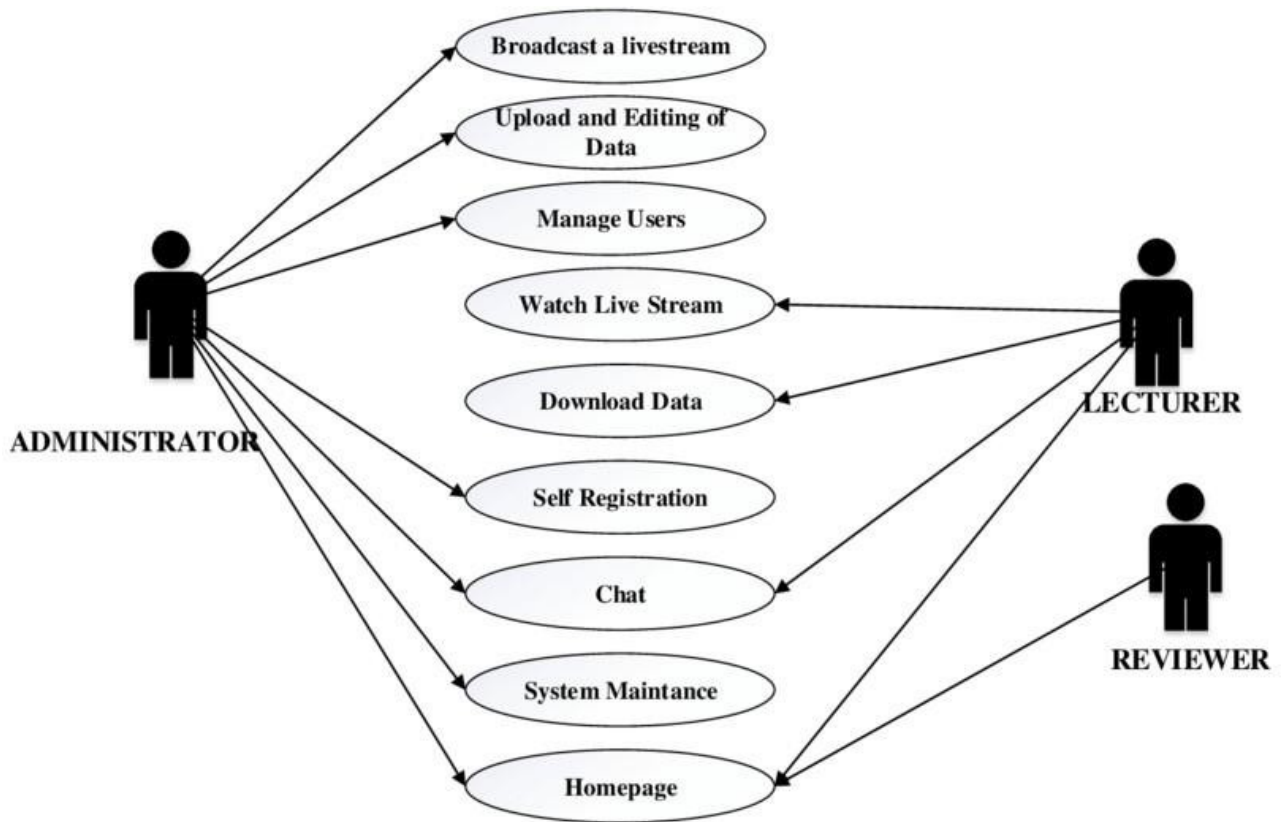 Broadcast a livestream
Upload and Editing of
Data
Manage Users
Watch Live Stream
Download Data
LECTURER
ADMINISTRATOR
Self Registration
Chat
REVIEWER
System Maintance
Homepage